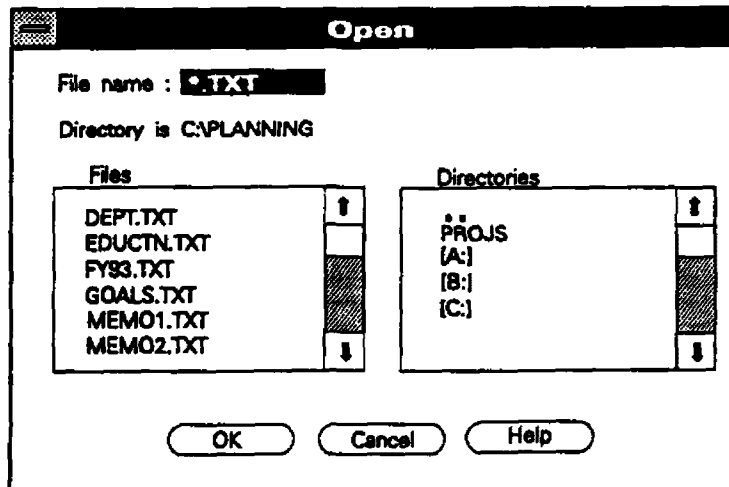 Open
File name : *.TXT
Directory is C:\PLANNING
Files
DEPT.TXT
EDUCTN.TXT
FY93.TXT
GOALS.TXT
MEMO1.TXT
MEMO2.TXT
Directories
..
PROJS
[A:]
[B:]
[C:]
OK Cancel Help